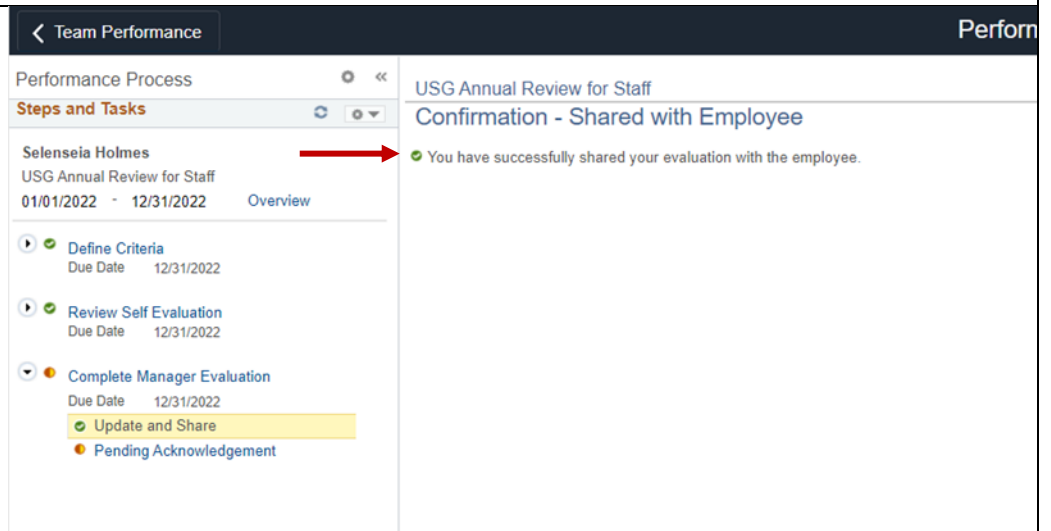 Team Performance
Perform
Performance Process
Steps and Tasks
Selenseia Holmes
USG Annual Review for Staff
01/01/2022 - 12/31/2022 Overview
Define Criteria
Due Date 12/31/2022
Review Self Evaluation
Due Date 12/31/2022
Complete Manager Evaluation
Due Date 12/31/2022
Update and Share
Pending Acknowledgement
USG Annual Review for Staff
Confirmation - Shared with Employee
You have successfully shared your evaluation with the employee.